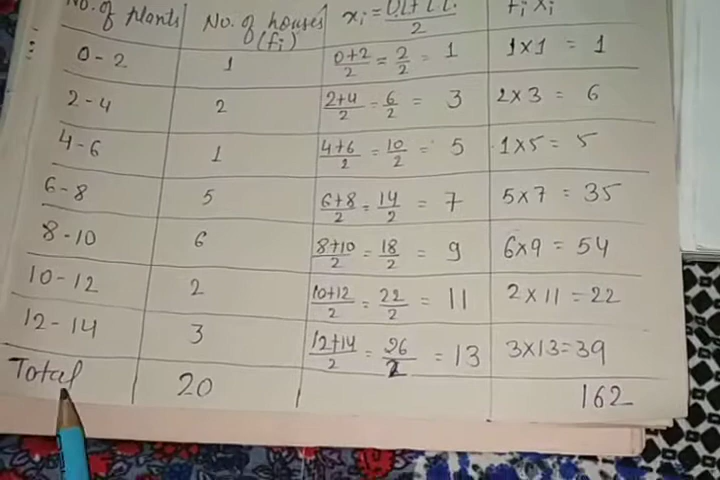 No. of plants No. of houses (fi) xi = U.L+L.L. / 2 fi xi
0-2 1 0+2/2 = 2/2 = 1 1×1 = 1
2-4 2 2+4/2 = 6/2 = 3 2×3 = 6
4-6 1 4+6/2 = 10/2 = 5 1×5 = 5
6-8 5 6+8/2 = 14/2 = 7 5×7 = 35
8-10 6 8+10/2 = 18/2 = 9 6×9 = 54
10-12 2 10+12/2 = 22/2 = 11 2×11 = 22
12-14 3 12+14/2 = 26/2 = 13 3×13=39
Total 20 162